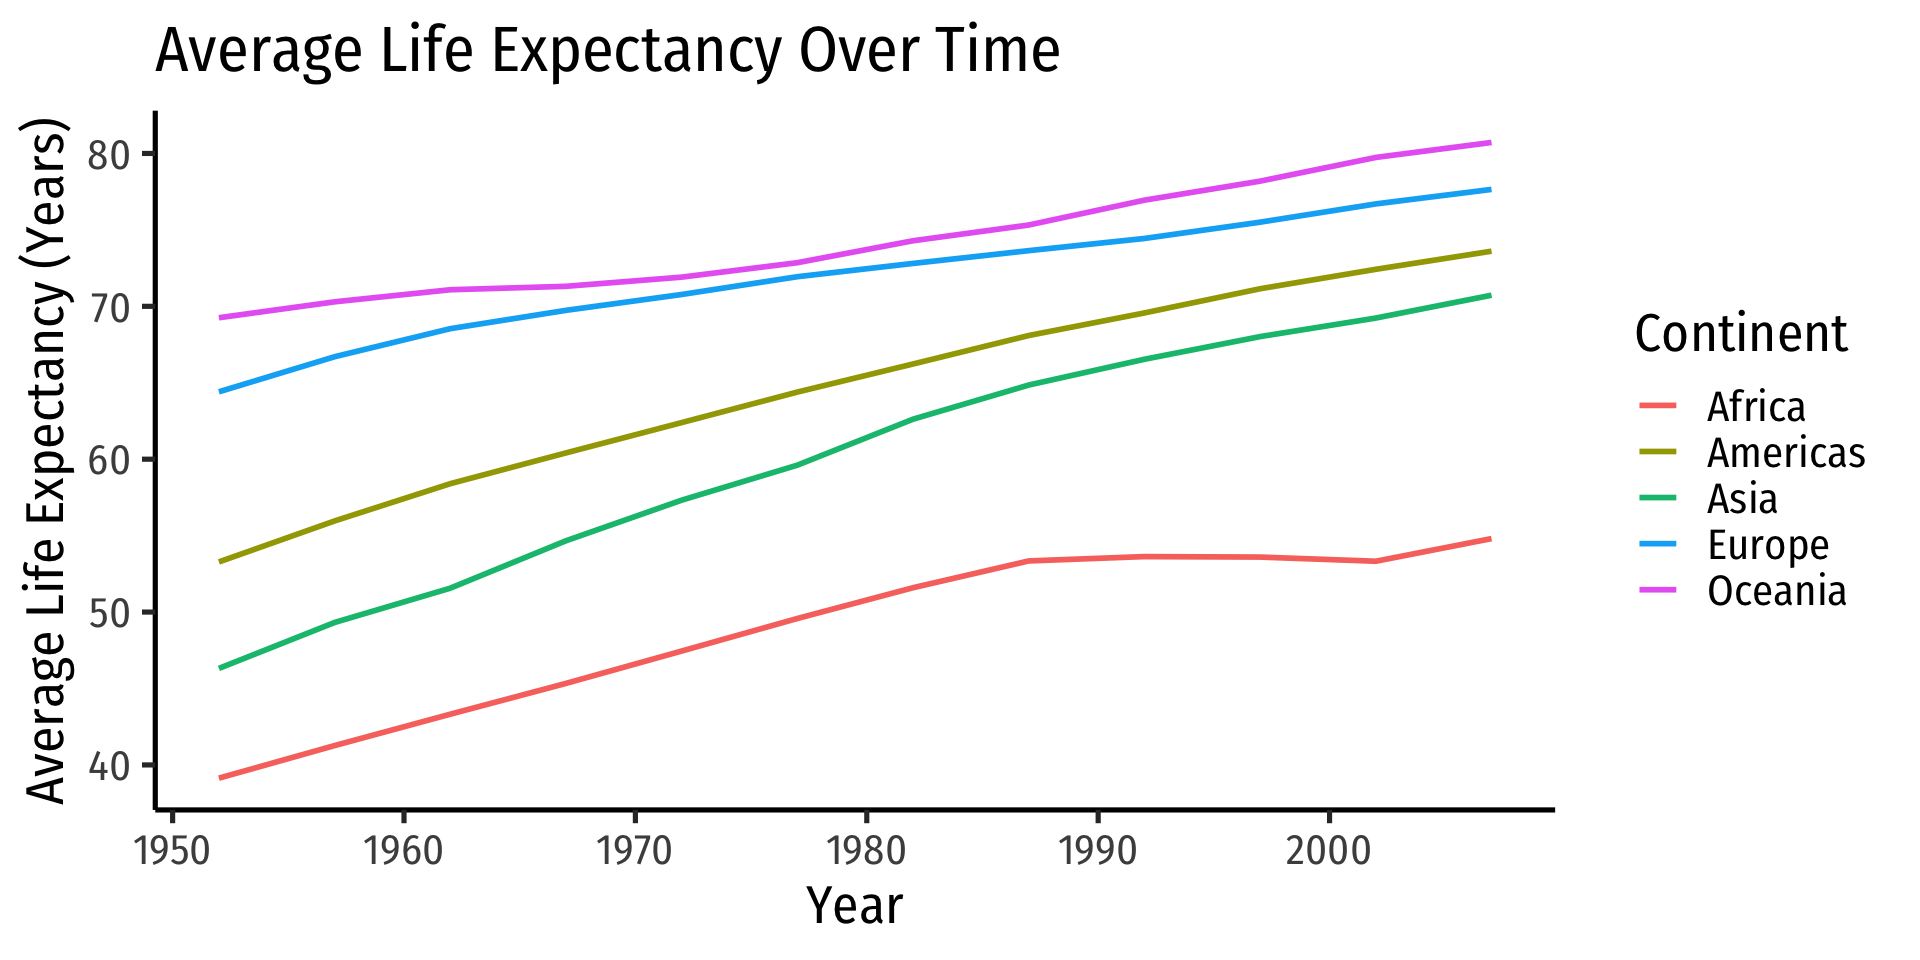 Average Life Expectancy Over Time
Average Life Expectancy (Years)
80
70
60
50
40
1950 1960 1970 1980 1990 2000
Year
Continent
Africa
Americas
Asia
Europe
Oceania